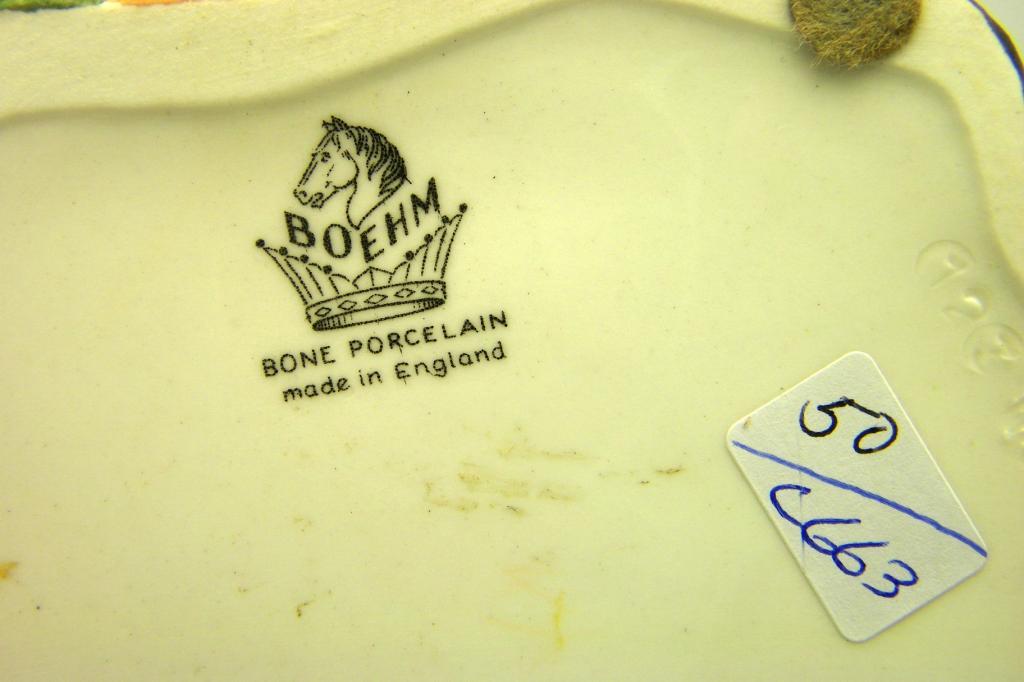 BOEHM
BONE PORCELAIN
made in England
50
C663